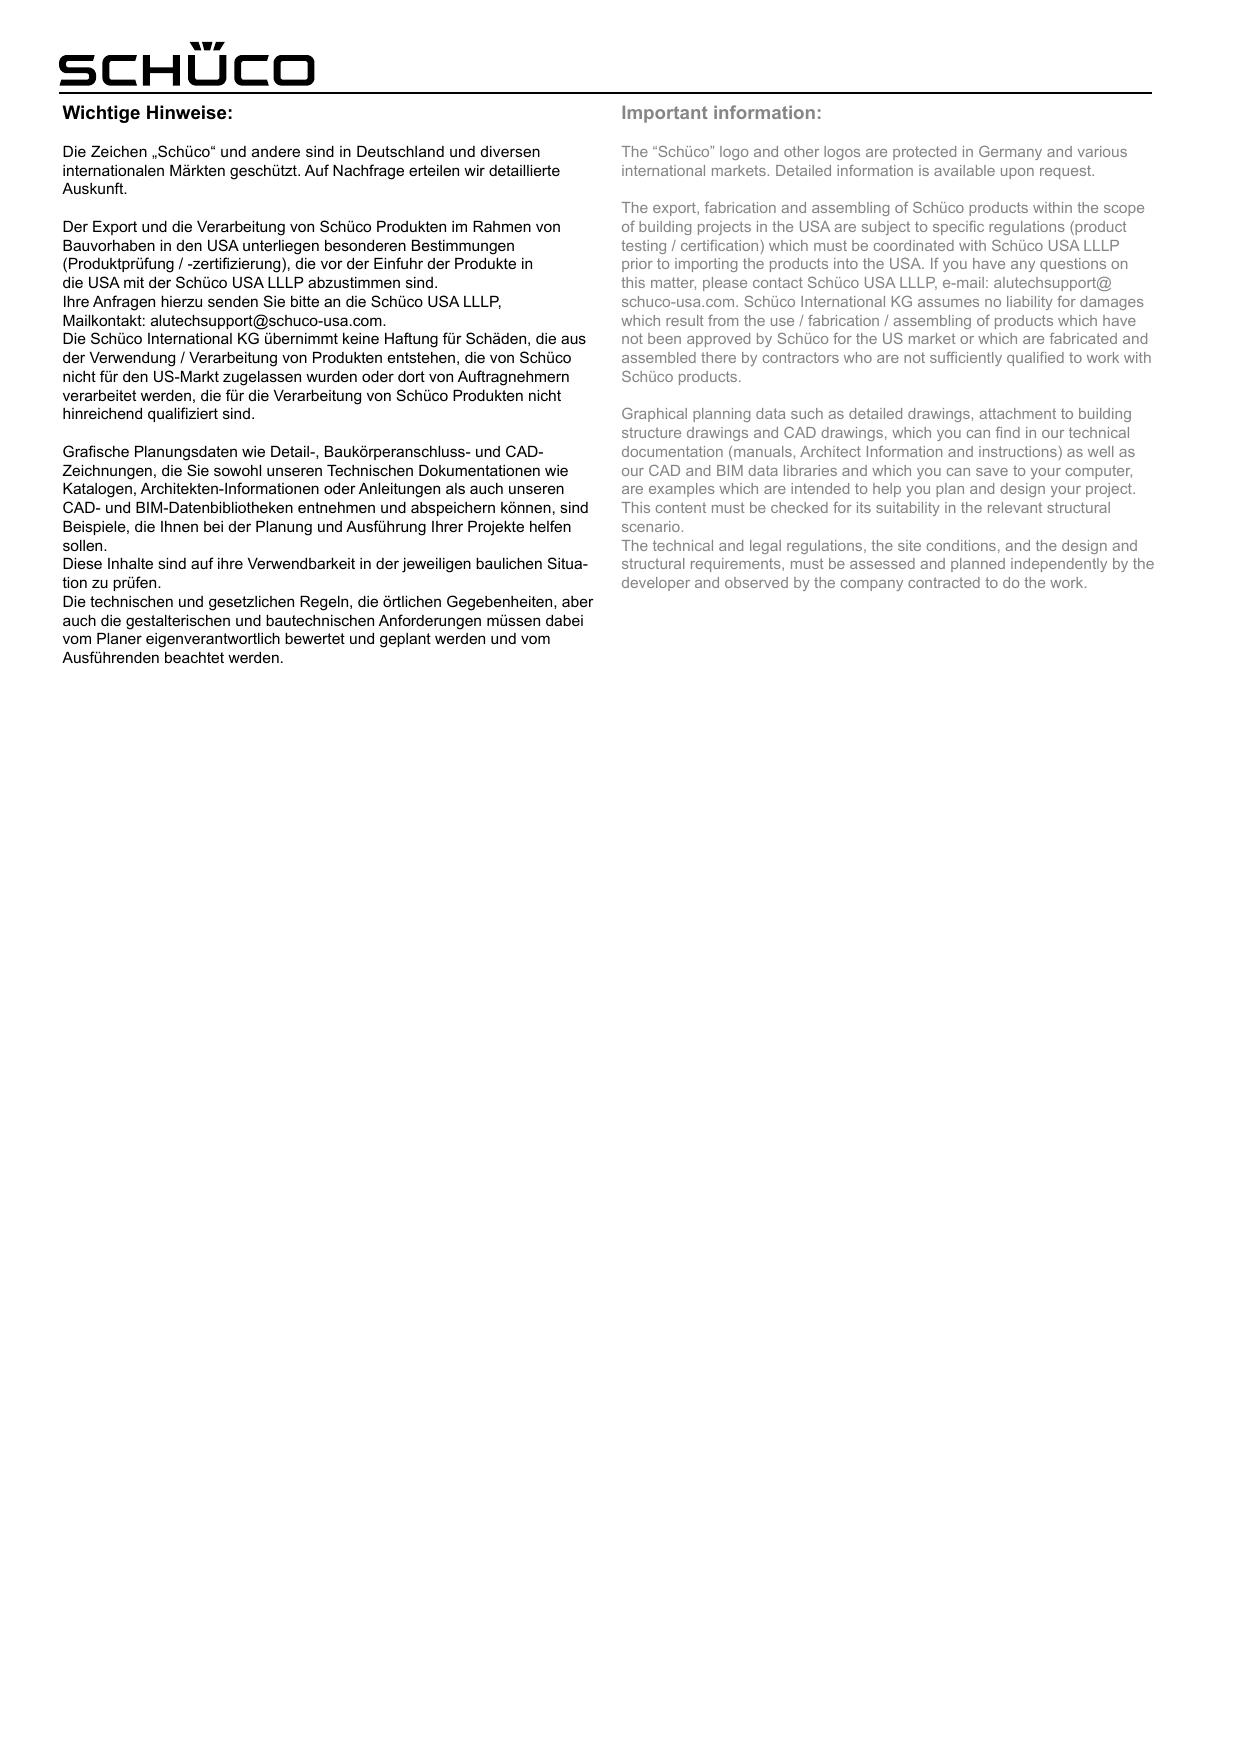 SCHÜCO
Wichtige Hinweise:
Die Zeichen „Schüco“ und andere sind in Deutschland und diversen
internationalen Märkten geschützt. Auf Nachfrage erteilen wir detaillierte
Auskunft.
Der Export und die Verarbeitung von Schüco Produkten im Rahmen von
Bauvorhaben in den USA unterliegen besonderen Bestimmungen
(Produktprüfung / -zertifizierung), die vor der Einfuhr der Produkte in
die USA mit der Schüco USA LLLP abzustimmen sind.
Ihre Anfragen hierzu senden Sie bitte an die Schüco USA LLLP,
Mailkontakt: alutechsupport@schuco-usa.com.
Die Schüco International KG übernimmt keine Haftung für Schäden, die aus
der Verwendung / Verarbeitung von Produkten entstehen, die von Schüco
nicht für den US-Markt zugelassen wurden oder dort von Auftragnehmern
verarbeitet werden, die für die Verarbeitung von Schüco Produkten nicht
hinreichend qualifiziert sind.
Grafische Planungsdaten wie Detail-, Baukörperanschluss- und CAD-
Zeichnungen, die Sie sowohl unseren Technischen Dokumentationen wie
Katalogen, Architekten-Informationen oder Anleitungen als auch unseren
CAD- und BIM-Datenbibliotheken entnehmen und abspeichern können, sind
Beispiele, die Ihnen bei der Planung und Ausführung Ihrer Projekte helfen
sollen.
Diese Inhalte sind auf ihre Verwendbarkeit in der jeweiligen baulichen Situa-
tion zu prüfen.
Die technischen und gesetzlichen Regeln, die örtlichen Gegebenheiten, aber
auch die gestalterischen und bautechnischen Anforderungen müssen dabei
vom Planer eigenverantwortlich bewertet und geplant werden und vom
Ausführenden beachtet werden.
Important information:
The “Schüco” logo and other logos are protected in Germany and various
international markets. Detailed information is available upon request.
The export, fabrication and assembling of Schüco products within the scope
of building projects in the USA are subject to specific regulations (product
testing / certification) which must be coordinated with Schüco USA LLLP
prior to importing the products into the USA. If you have any questions on
this matter, please contact Schüco USA LLLP, e-mail: alutechsupport@
schuco-usa.com. Schüco International KG assumes no liability for damages
which result from the use / fabrication / assembling of products which have
not been approved by Schüco for the US market or which are fabricated and
assembled there by contractors who are not sufficiently qualified to work with
Schüco products.
Graphical planning data such as detailed drawings, attachment to building
structure drawings and CAD drawings, which you can find in our technical
documentation (manuals, Architect Information and instructions) as well as
our CAD and BIM data libraries and which you can save to your computer,
are examples which are intended to help you plan and design your project.
This content must be checked for its suitability in the relevant structural
scenario.
The technical and legal regulations, the site conditions, and the design and
structural requirements, must be assessed and planned independently by the
developer and observed by the company contracted to do the work.